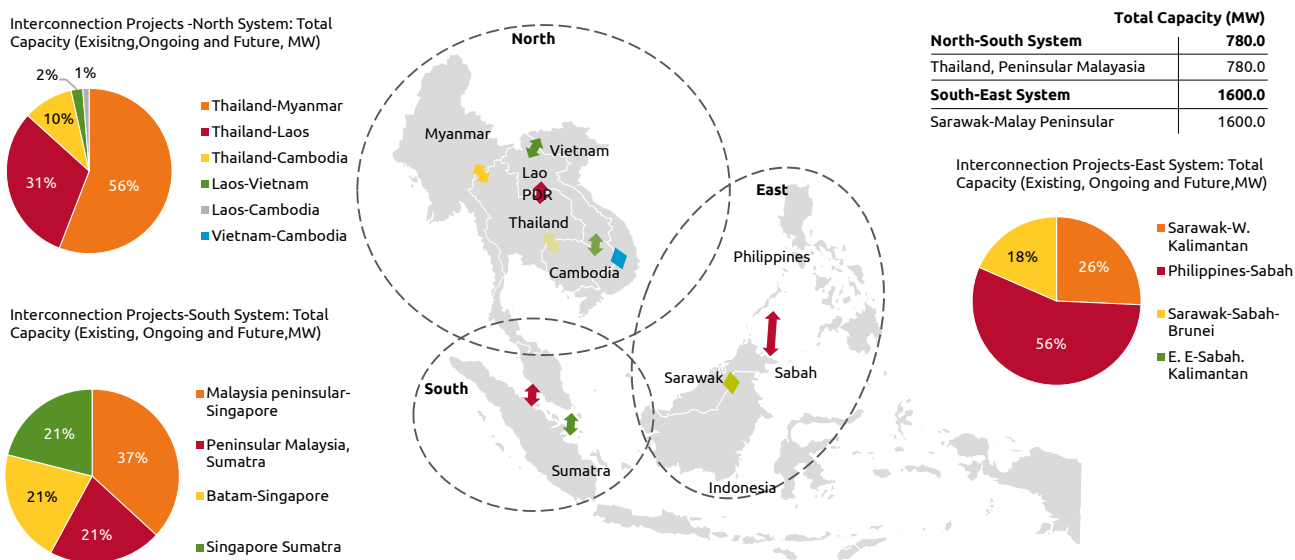 Interconnection Projects -North System: Total
Capacity (Exisitng,Ongoing and Future, MW)
2%
1%
10%
31%
56%
Thailand-Myanmar
Thailand-Laos
Thailand-Cambodia
Laos-Vietnam
Laos-Cambodia
Vietnam-Cambodia
Interconnection Projects-South System: Total
Capacity (Existing, Ongoing and Future,MW)
21%
37%
21%
21%
Malaysia peninsular-
Singapore
Peninsular Malaysia,
Sumatra
Batam-Singapore
Singapore Sumatra
North
Myanmar
Vietnam
Lao
PDR
Thailand
Cambodia
South
Sumatra
East
Philippines
Sarawak
Sabah
Indonesia
Total Capacity (MW)
North-South System 780.0
Thailand, Peninsular Malayasia 780.0
South-East System 1600.0
Sarawak-Malay Peninsular 1600.0
Interconnection Projects-East System: Total
Capacity (Existing, Ongoing and Future,MW)
18%
26%
56%
Sarawak-W.
Kalimantan
Philippines-Sabah
Sarawak-Sabah-
Brunei
E. E-Sabah.
Kalimantan